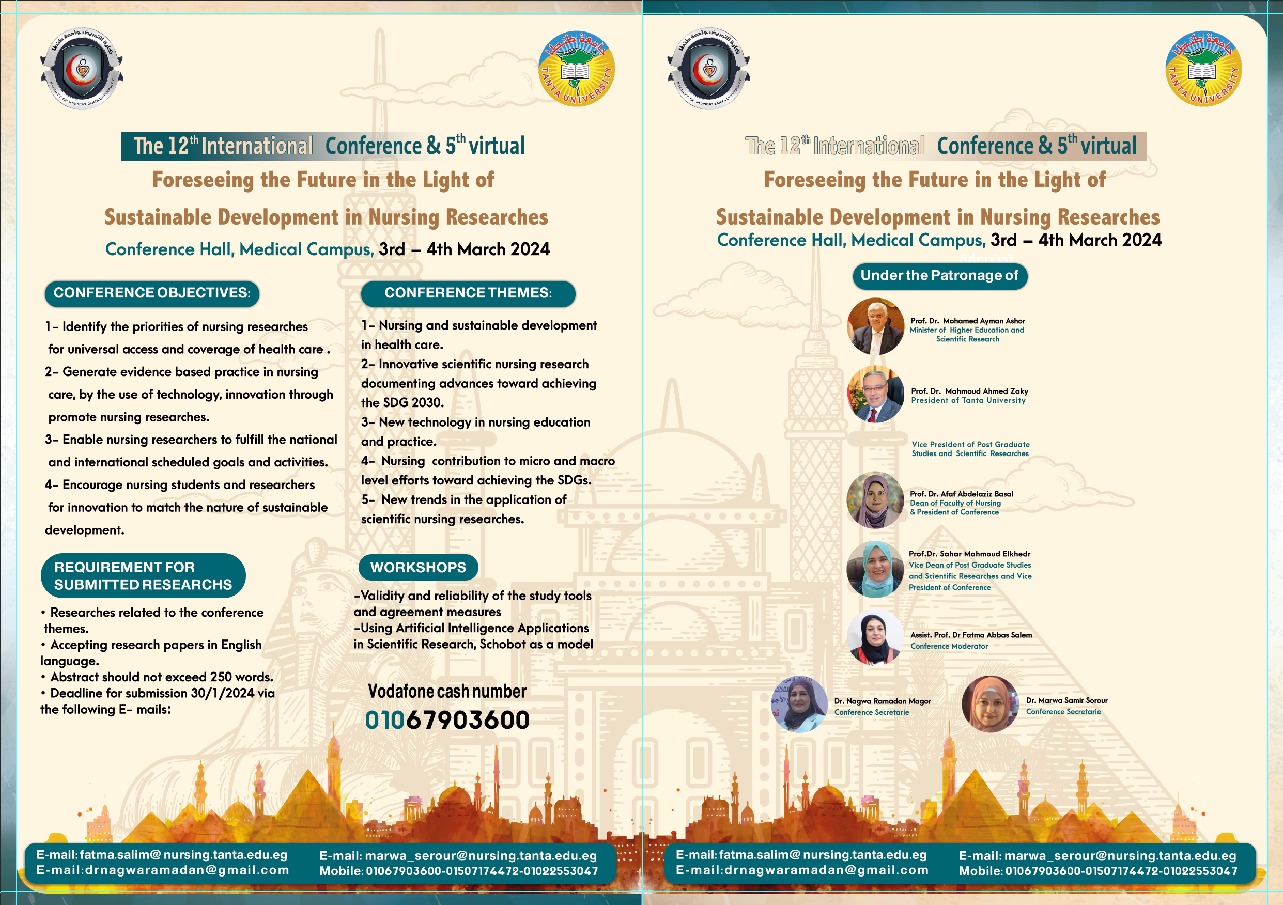 جامعة طنطا
TANTA UNIVERSITY
The 12th International Conference & 5th virtual
Foreseeing the Future in the Light of
Sustainable Development in Nursing Researches
Conference Hall, Medical Campus, 3rd – 4th March 2024
CONFERENCE OBJECTIVES:
1- Identify the priorities of nursing researches
for universal access and coverage of health care .
2- Generate evidence based practice in nursing
care, by the use of technology, innovation through
promote nursing researches.
3- Enable nursing researchers to fulfill the national
and international scheduled goals and activities.
4- Encourage nursing students and researchers
for innovation to match the nature of sustainable
development.
REQUIREMENT FOR
SUBMITTED RESEARCHS
• Researches related to the conference
themes.
• Accepting research papers in English
language.
• Abstract should not exceed 250 words.
• Deadline for submission 30/1/2024 via
the following E- mails:
CONFERENCE THEMES:
1- Nursing and sustainable development
in health care.
2- Innovative scientific nursing research
documenting advances toward achieving
the SDG 2030.
3- New technology in nursing education
and practice.
4- Nursing contribution to micro and macro
level efforts toward achieving the SDGs.
5- New trends in the application of
scientific nursing researches.
WORKSHOPS
-Validity and reliability of the study tools
and agreement measures
-Using Artificial Intelligence Applications
in Scientific Research, Schobot as a model
Vodafone cash number
01067903600
E-mail: fatma.salim@nursing.tanta.edu.eg
E-mail:drnagwaramadan@gmail.com
E-mail: marwa_serour@nursing.tanta.edu.eg
Mobile: 01067903600-01507174472-01022553047
جامعة طنطا
TANTA UNIVERSITY
The 12th International Conference & 5th virtual
Foreseeing the Future in the Light of
Sustainable Development in Nursing Researches
Conference Hall, Medical Campus, 3rd – 4th March 2024
Under the Patronage of
Prof. Dr. Mohamed Ayman Ashor
Minister of Higher Education and
Scientific Research
Prof. Dr. Mahmoud Ahmed Zaky
President of Tanta University
Vice President of Post Graduate
Studies and Scientific Researches
Prof. Dr. Afaf Abdelaziz Basal
Dean of Faculty of Nursing
& President of Conference
Prof.Dr. Sahar Mahmoud Elkhedr
Vice Dean of Post Graduate Studies
and Scientific Researches and Vice
President of Conference
Assist. Prof. Dr Fatma Abbas Salem
Conference Moderator
Dr. Nagwa Ramadan Magor
Conference Secretarie
Dr. Marwa Samir Sorour
Conference Secretarie
E-mail: fatma.salim@nursing.tanta.edu.eg
E-mail:drnagwaramadan@gmail.com
E-mail: marwa_serour@nursing.tanta.edu.eg
Mobile: 01067903600-01507174472-01022553047